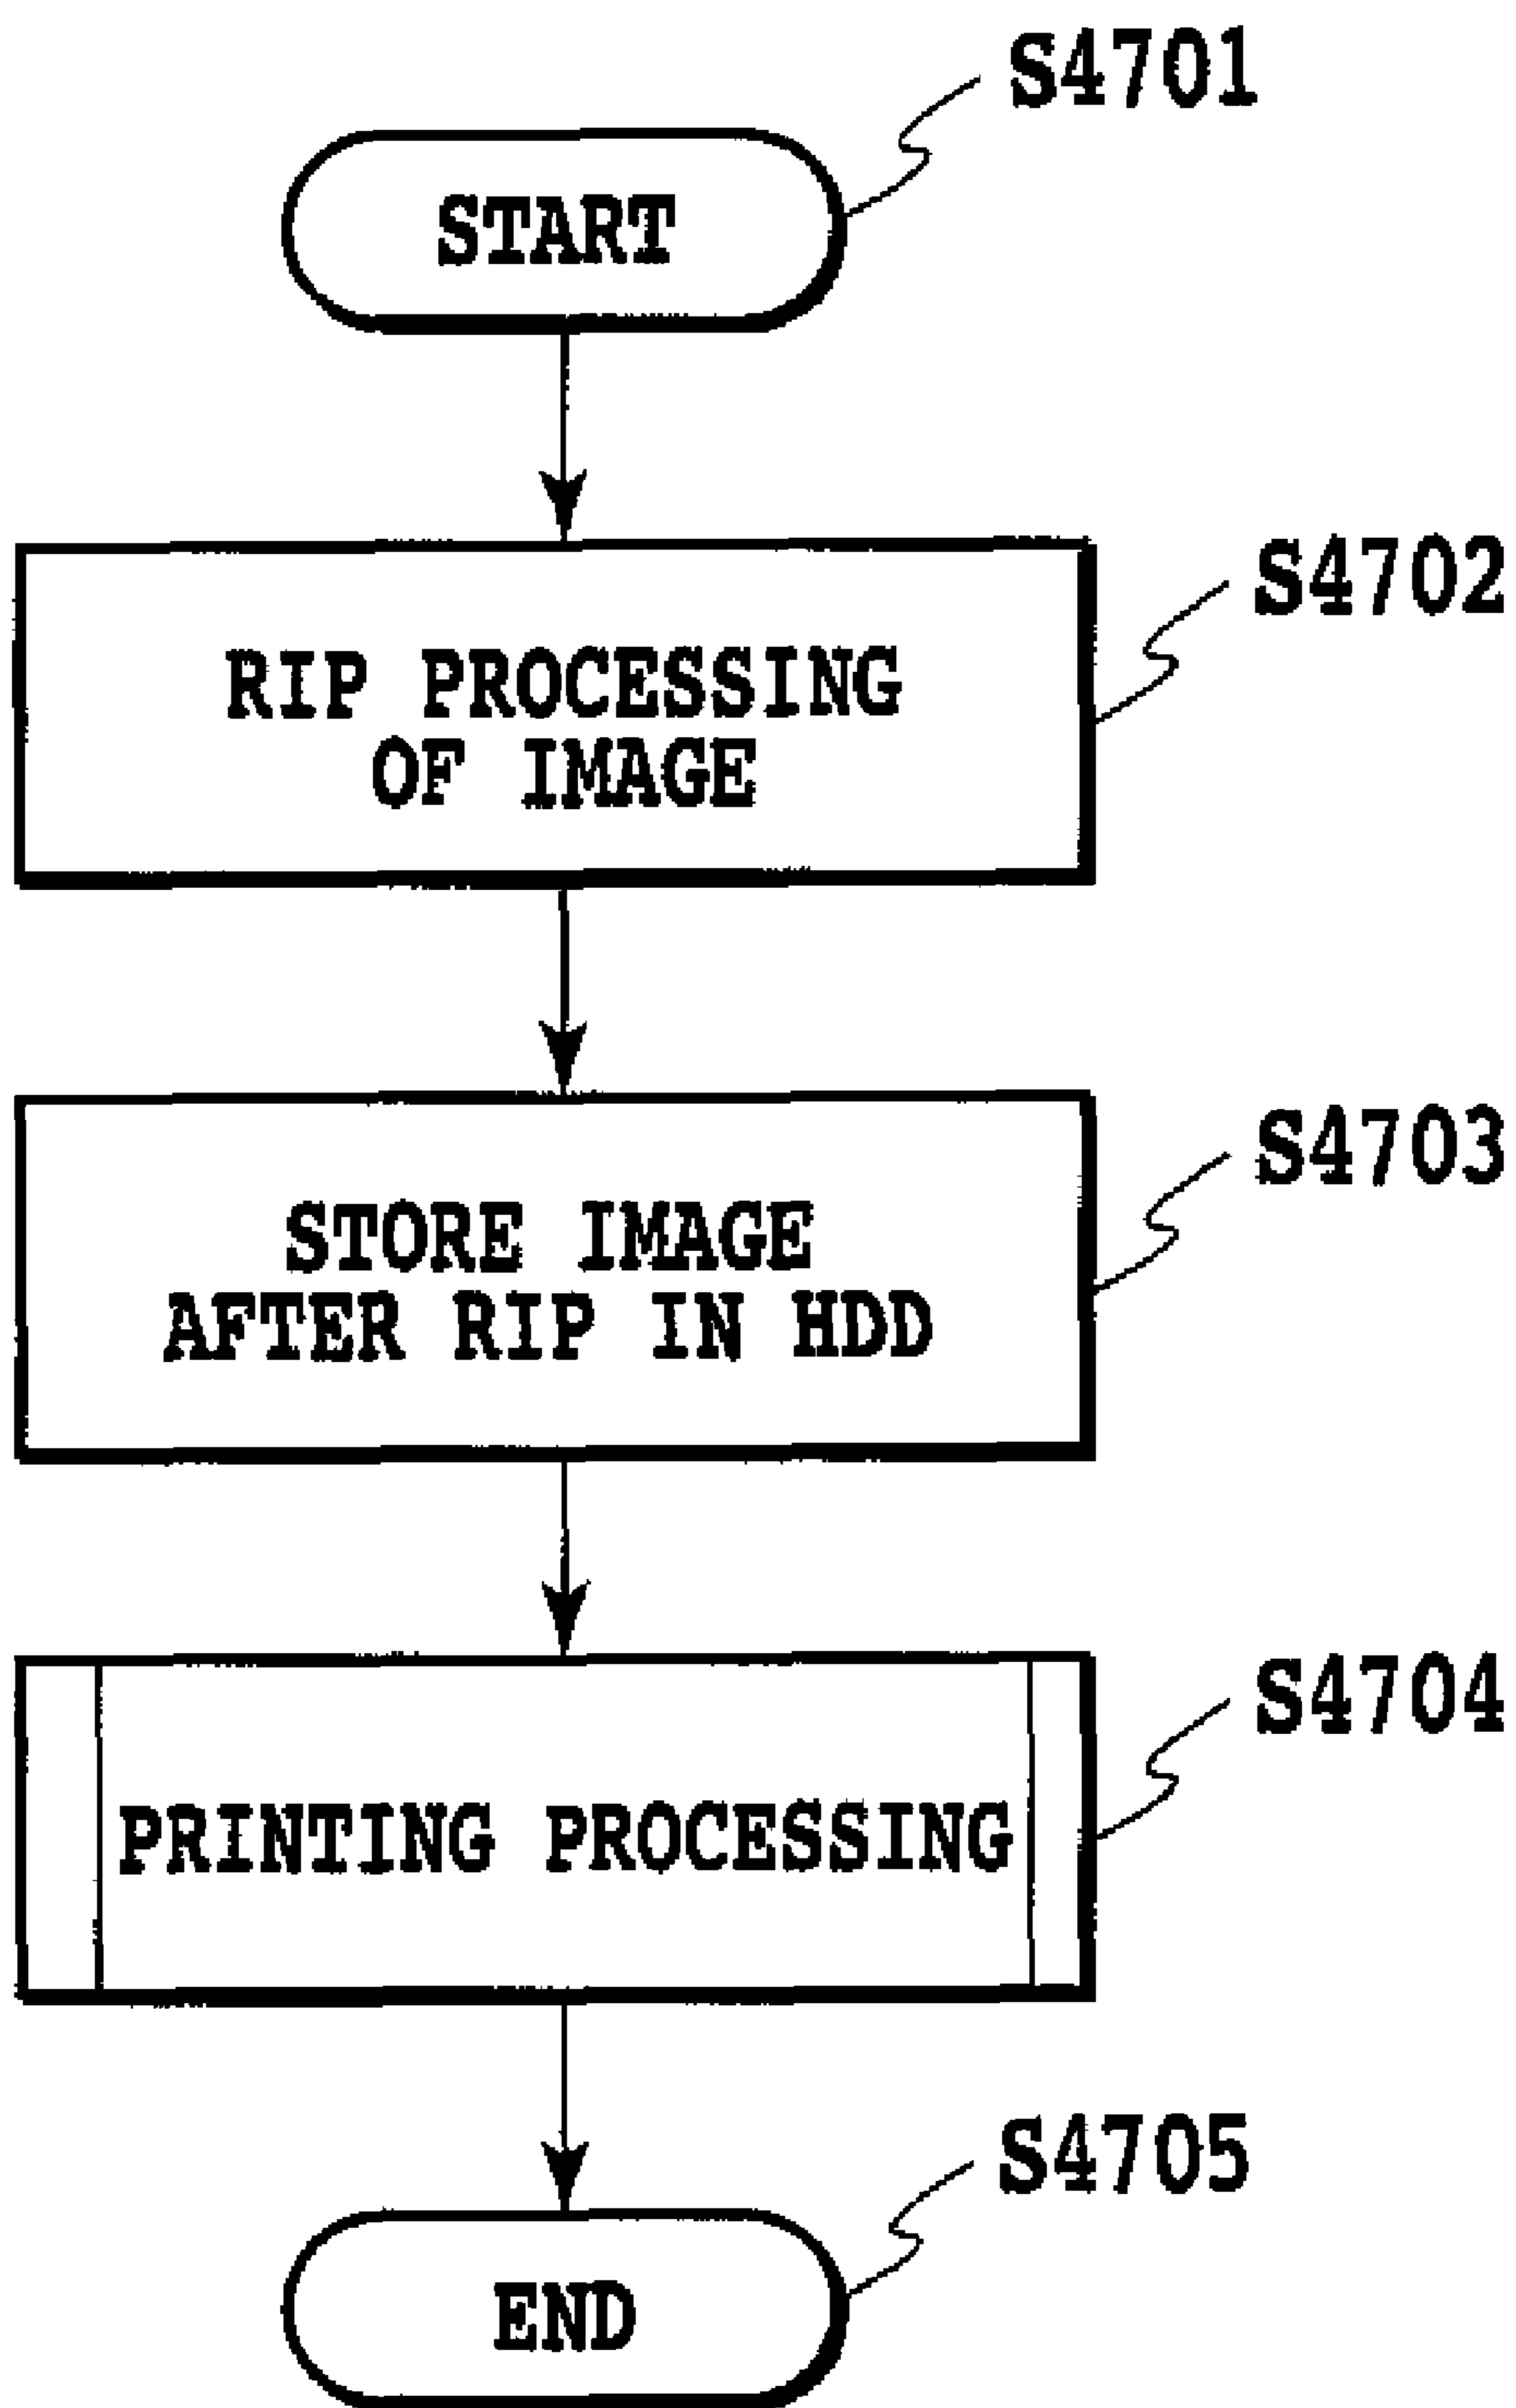 S4701
START
S4702
RIP PROCESSING
OF IMAGE
S4703
STORE IMAGE
AFTER RIP IN HDD
S4704
PRINTING PROCESSING
S4705
END